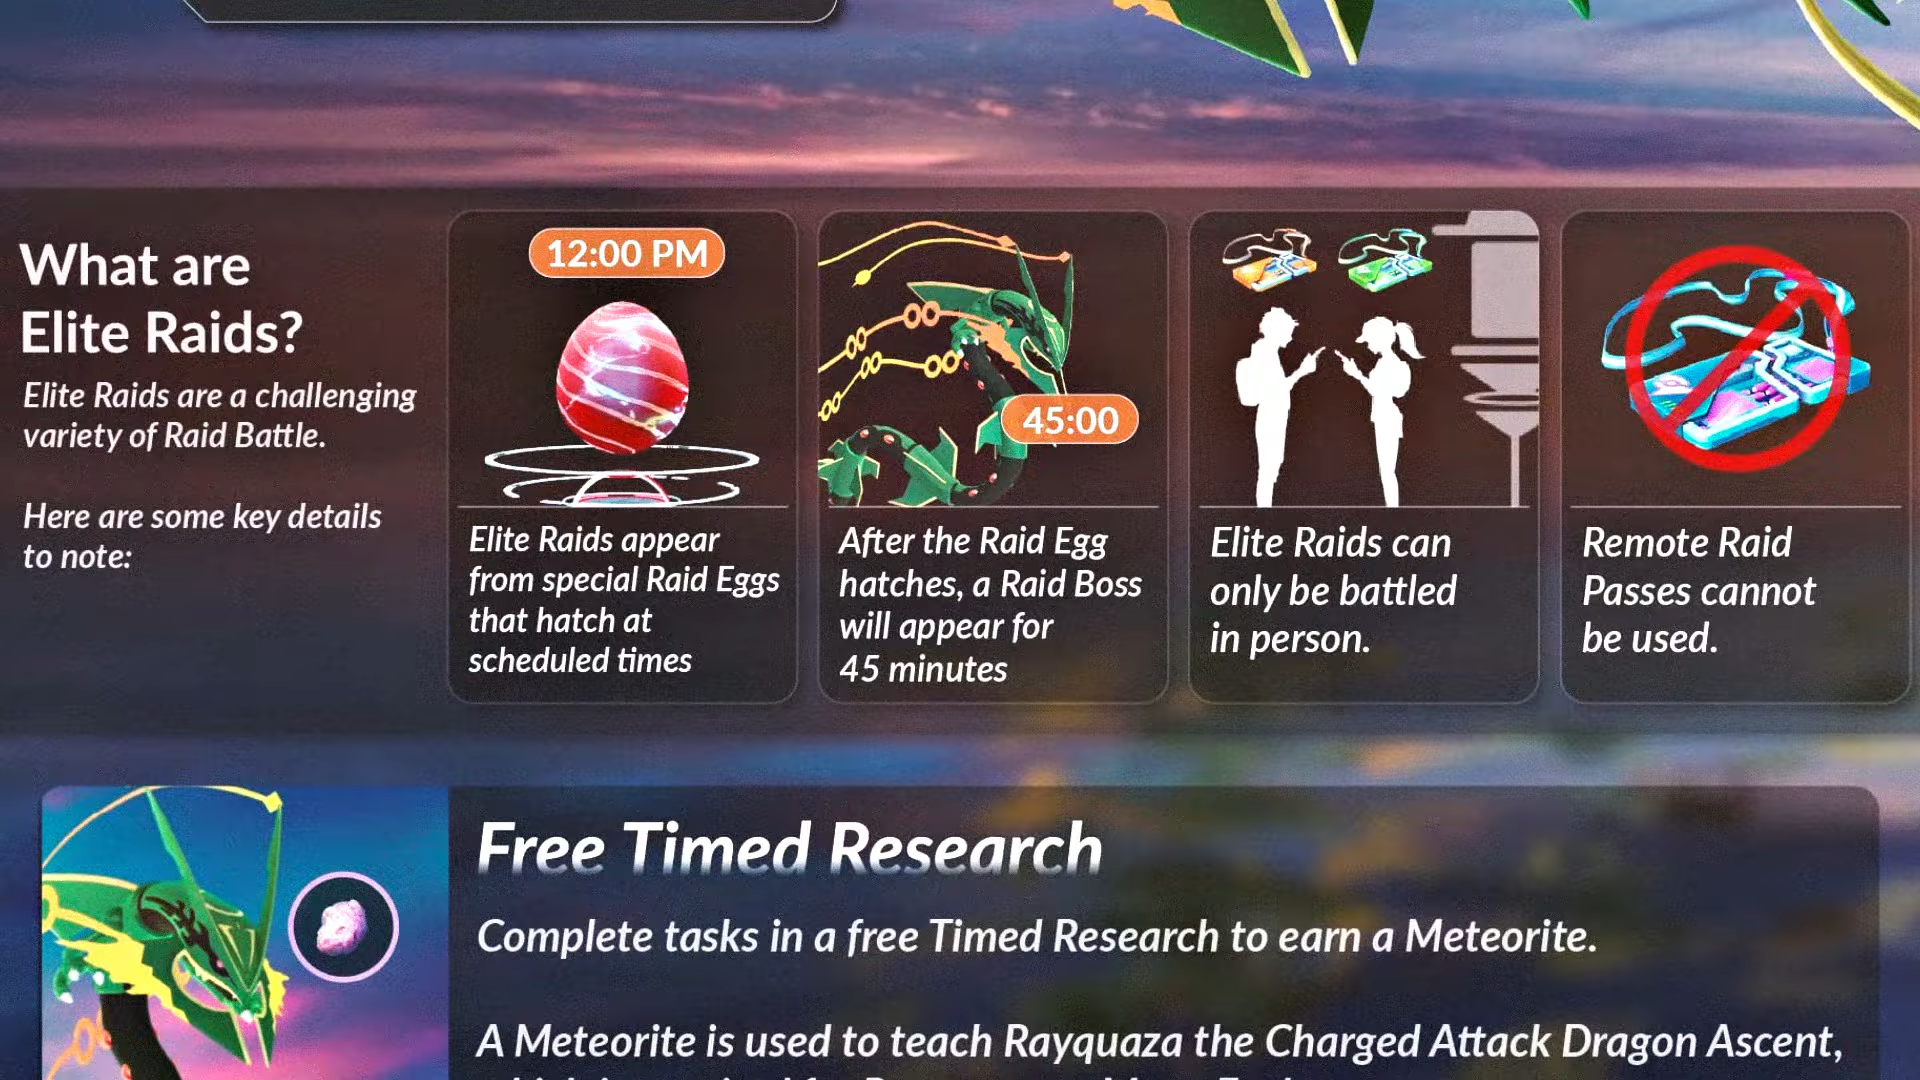 What are
Elite Raids?
Elite Raids are a challenging
variety of Raid Battle.
Here are some key details
to note:
12:00 PM
Elite Raids appear
from special Raid Eggs
that hatch at
scheduled times
45:00
After the Raid Egg
hatches, a Raid Boss
will appear for
45 minutes
Elite Raids can
only be battled
in person.
Remote Raid
Passes cannot
be used.
Free Timed Research
Complete tasks in a free Timed Research to earn a Meteorite.
A Meteorite is used to teach Rayquaza the Charged Attack Dragon Ascent,